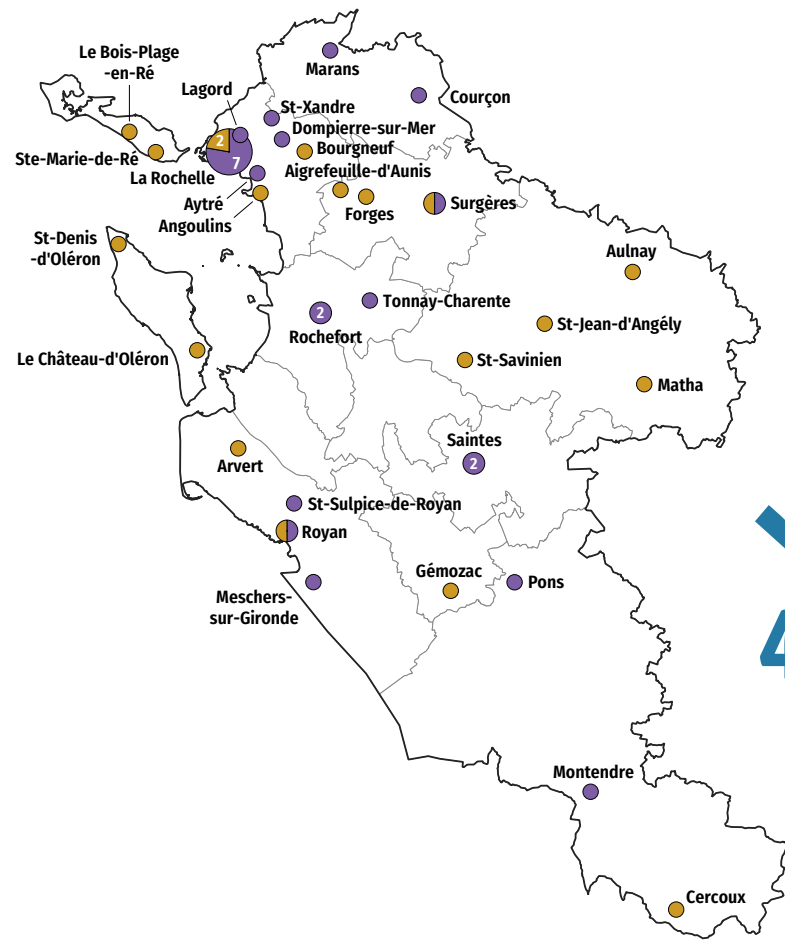 Le Bois-Plage
-en-Ré
Marans
Lagord
Courçon
St-Xandre
Dompierre-sur-Mer
2
Bourgneuf
Ste-Marie-de-Ré
7
La Rochelle
Aigrefeuille-d'Aunis
Aytré
Angoulins
Forges
Surgères
St-Denis
-d'Oléron
Aulnay
Tonnay-Charente
2
Rochefort
St-Jean-d'Angély
Le Château-d'Oléron
St-Savinien
Matha
Saintes
2
Arvert
St-Sulpice-de-Royan
Royan
Gémozac
Pons
Meschers-
sur-Gironde
4
Montendre
Cercoux